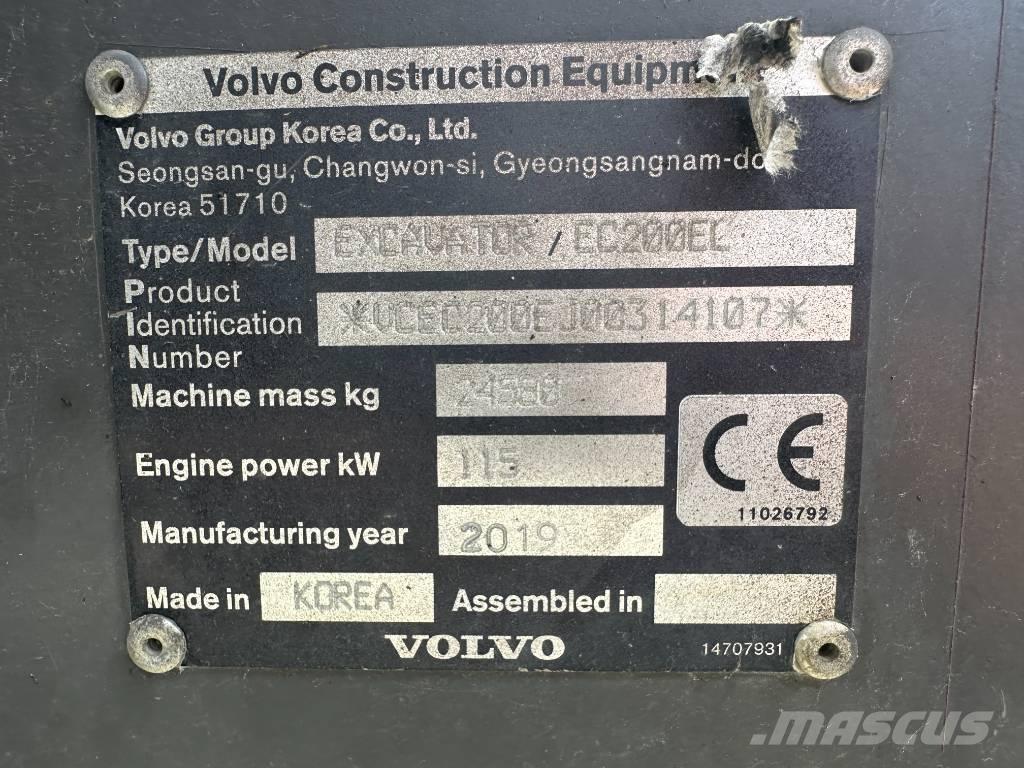 Volvo Construction Equipment
Volvo Group Korea Co., Ltd.
Seongsan-gu, Changwon-si, Gyeongsangnam-do
Korea 51710
Type/Model EXCAVATOR / EC200EL
Product
Identification *VCEC200EJ00314107*
Number
Machine mass kg
Engine power kW 115
Manufacturing year 2019
CE
11026792
Made in KOREA Assembled in
VOLVO 14707931
MASCUS